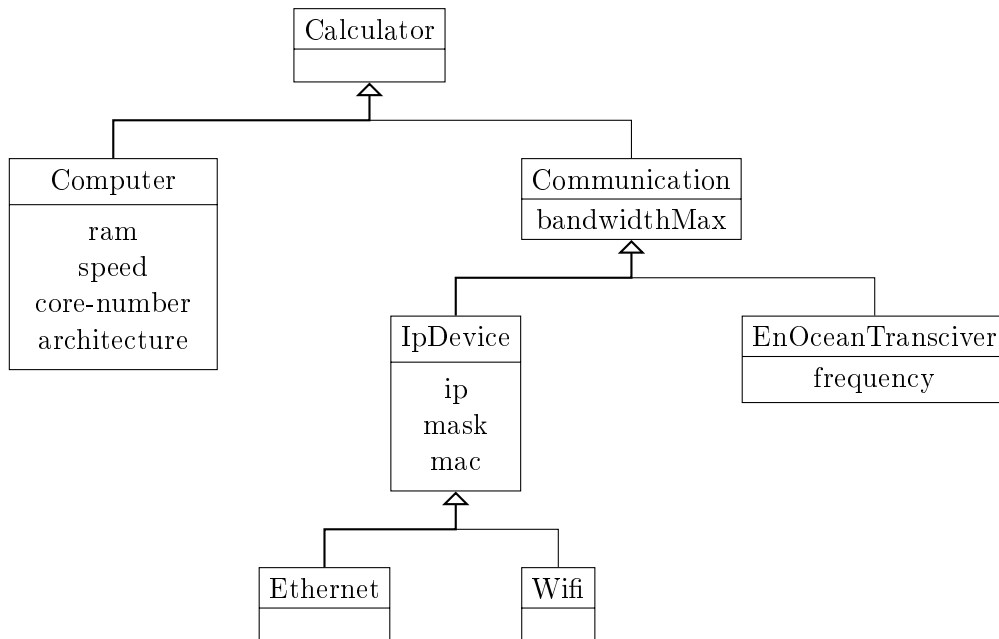 Calculator
Computer
ram
speed
core-number
architecture
Communication
bandwidthMax
IpDevice
ip
mask
mac
EnOceanTransciver
frequency
Ethernet
Wifi